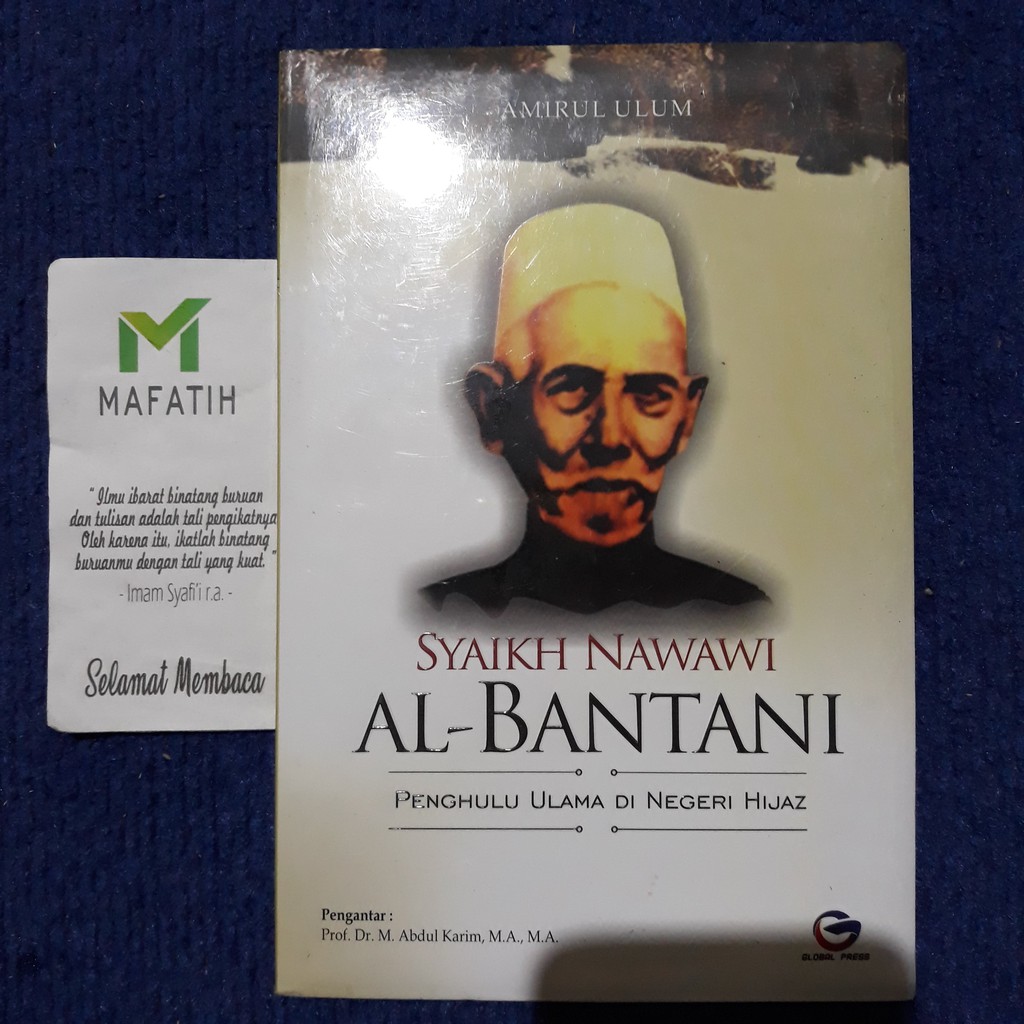 AMIRUL ULUM
SYAIKH NAWAWI
AL-BANTANI
PENGHULU ULAMA DI NEGERI HIJAZ
Pengantar :
Prof. Dr. M. Abdul Karim, M.A., M.A.
GLOBAL PRESS
MAFATIH
"Ilmu ibarat binatang buruan
dan tulisan adalah tali pengikatnya
Oleh karena itu, ikatlah binatang
buruanmu dengan tali yang kuat."
- Imam Syafi'i r.a. -
Selamat Membaca